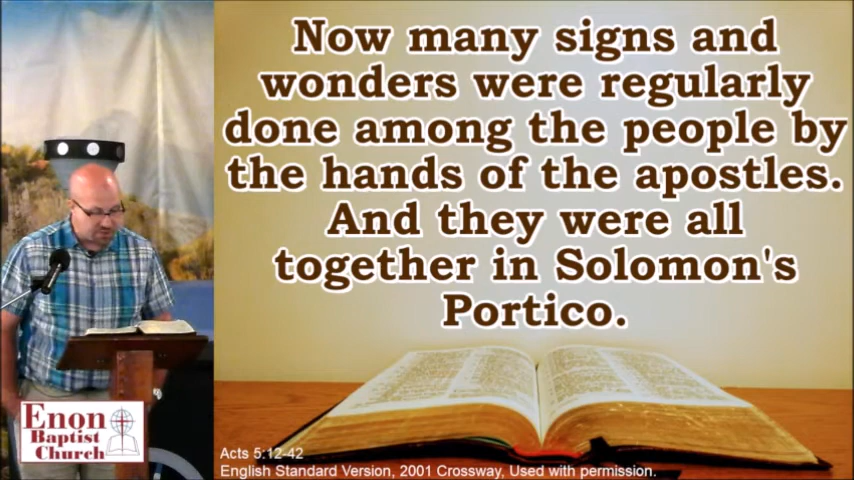 Now many signs and
wonders were regularly
done among the people by
the hands of the apostles.
And they were all
together in Solomon's
Portico.
Enon
Baptist
Church
Acts 5:12-42
English Standard Version, 2001 Crossway, Used with permission.